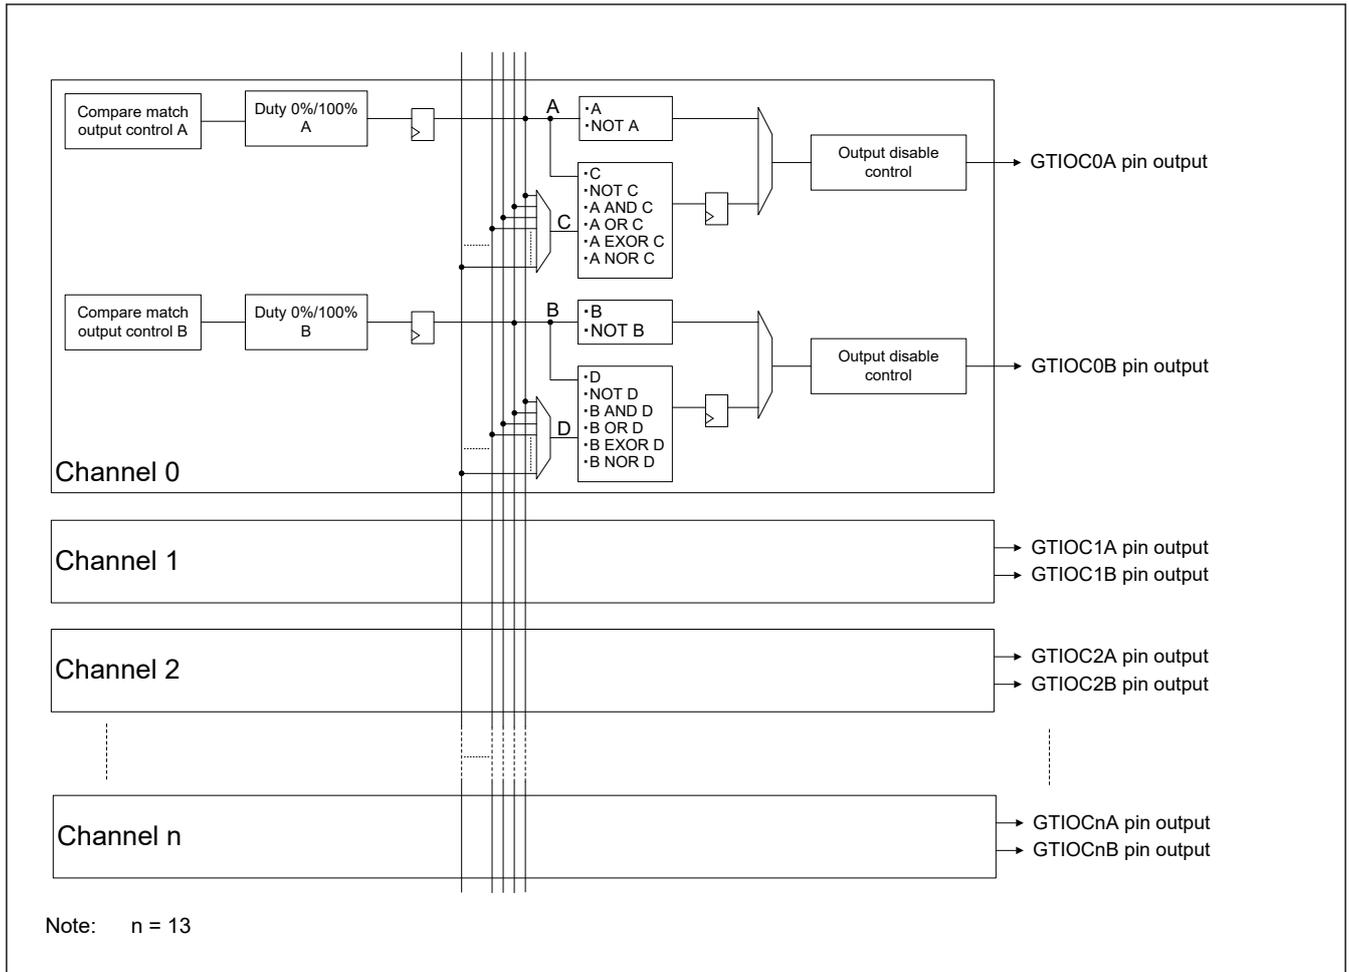 Compare match
output control A
Duty 0%/100%
A
A
・A
・NOT A
・C
・NOT C
・A AND C
・A OR C
・A EXOR C
・A NOR C
C
Output disable
control
GTIOC0A pin output
Compare match
output control B
Duty 0%/100%
B
B
・B
・NOT B
・D
・NOT D
・B AND D
・B OR D
・B EXOR D
・B NOR D
D
Output disable
control
GTIOC0B pin output
Channel 0
Channel 1
GTIOC1A pin output
GTIOC1B pin output
Channel 2
GTIOC2A pin output
GTIOC2B pin output
Channel n
GTIOCnA pin output
GTIOCnB pin output
Note: n = 13